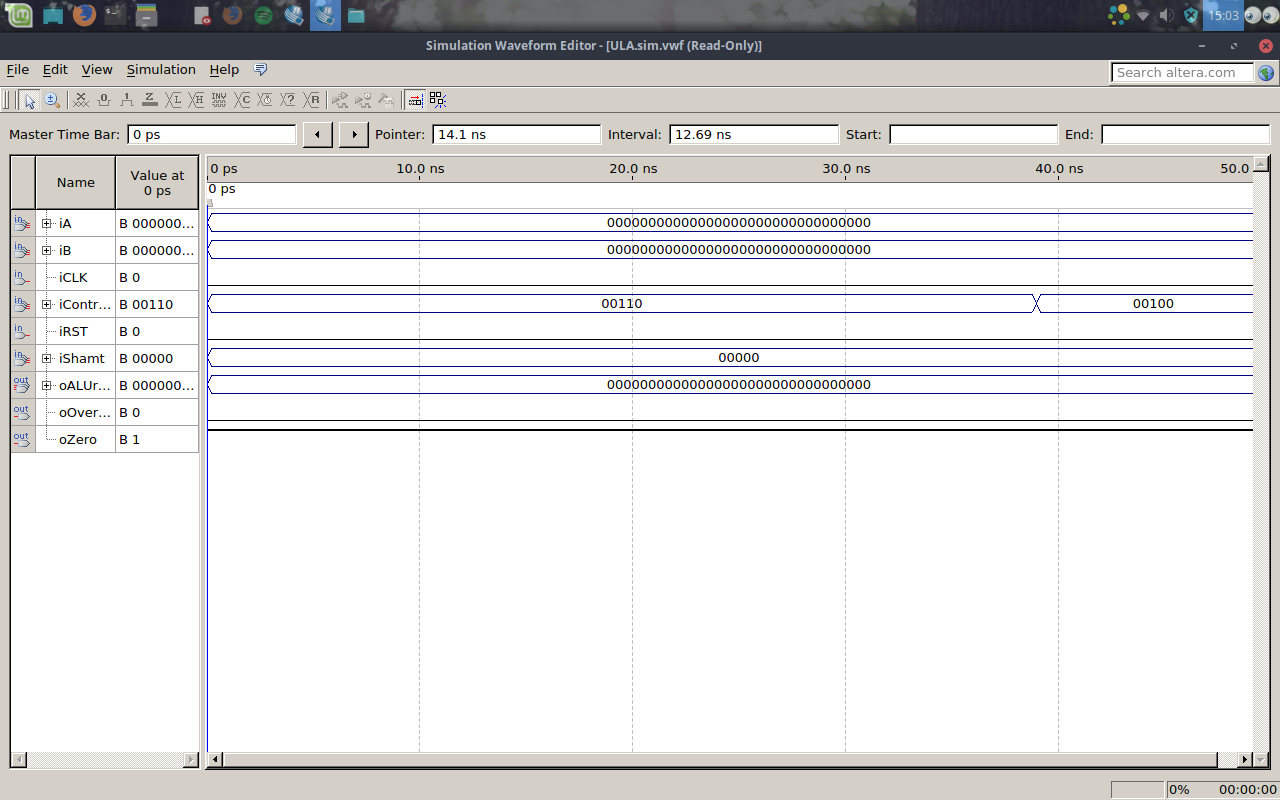 15:03
Simulation Waveform Editor - [ULA.sim.vwf (Read-Only)]
File Edit View Simulation Help
Search altera.com
Master Time Bar: 0 ps Pointer: 14.1 ns Interval: 12.69 ns Start: End:
Name Value at 0 ps
0 ps 10.0 ns 20.0 ns 30.0 ns 40.0 ns 50.0
0 ps
iA B 000000... 00000000000000000000000000000000
iB B 000000... 00000000000000000000000000000000
iCLK B 0
iContr... B 00110 00110 00100
iRST B 0
iShamt B 00000 00000
oALUr... B 000000... 00000000000000000000000000000000
oOver... B 0
oZero B 1
0% 00:00:00